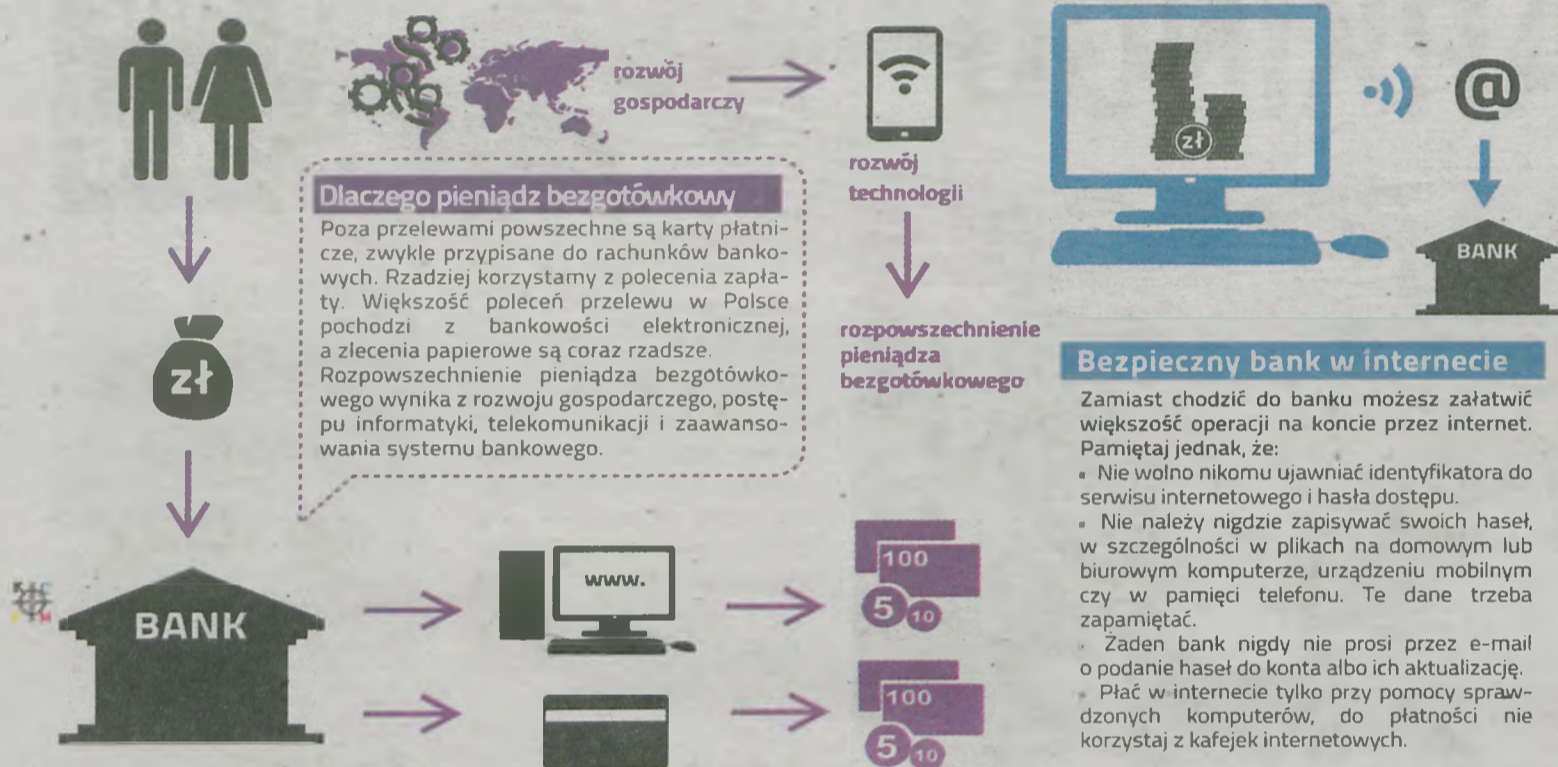 rozwój
gospodarczy
rozwój
technologii
rozpowszechnienie
pieniądza
bezgotówkowego
Dlaczego pieniądz bezgotówkowy
Poza przelewami powszechne są karty płatni-
cze, zwykle przypisane do rachunków banko-
wych. Rzadziej korzystamy z polecenia zapła-
ty. Większość poleceń przelewu w Polsce
pochodzi z bankowości elektronicznej,
a zlecenia papierowe są coraz rzadsze.
Rozpowszechnienie pieniądza bezgotówko-
wego wynika z rozwoju gospodarczego, postę-
pu informatyki, telekomunikacji i zaawanso-
wania systemu bankowego.
zł
BANK
www.
100
5 10
100
5 10
zł
@
BANK
Bezpieczny bank w internecie
Zamiast chodzić do banku możesz załatwić
większość operacji na koncie przez internet.
Pamiętaj jednak, że:
▪ Nie wolno nikomu ujawniać identyfikatora do
serwisu internetowego i hasła dostępu.
▪ Nie należy nigdzie zapisywać swoich haseł,
w szczególności w plikach na domowym lub
biurowym komputerze, urządzeniu mobilnym
czy w pamięci telefonu. Te dane trzeba
zapamiętać.
▪ Żaden bank nigdy nie prosi przez e-mail
o podanie haseł do konta albo ich aktualizację.
▪ Płać w internecie tylko przy pomocy spraw-
dzonych komputerów, do płatności nie
korzystaj z kafejek internetowych.